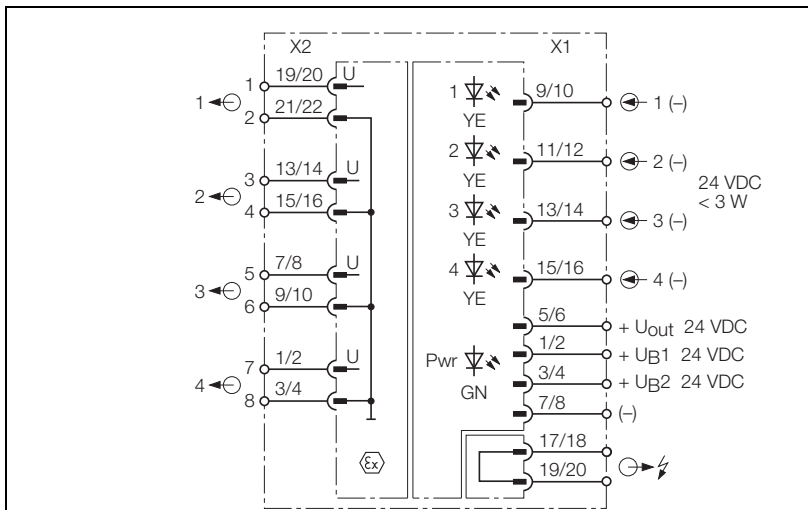 X2
X1
1
1 19/20 U
2 21/22
2
3 13/14 U
4 15/16
3
5 7/8 U
6 9/10
4
7 1/2 U
8 3/4
εx
1 YE 9/10 1 (–)
2 YE 11/12 2 (–)
3 YE 13/14 3 (–)
4 YE 15/16 4 (–)
24 VDC
< 3 W
5/6 + Uout 24 VDC
Pwr GN 1/2 + UB1 24 VDC
3/4 + UB2 24 VDC
7/8 (–)
17/18
19/20